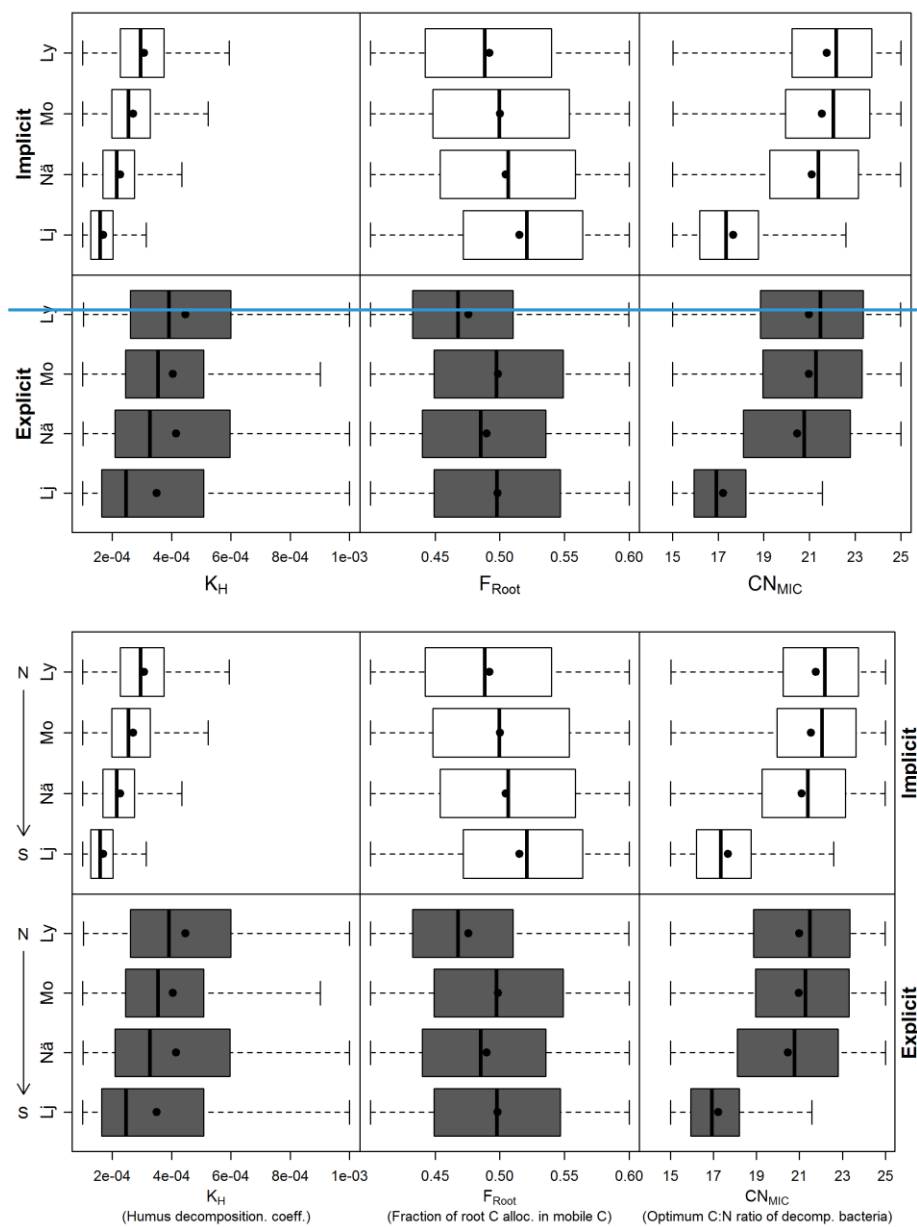 Implicit
Ly
Mo
Nä
Lj
Explicit
Ly
Mo
Nä
Lj
2e-04 4e-04 6e-04 8e-04 1e-03 0.45 0.50 0.55 0.60 15 17 19 21 23 25
K_H F_Root CN_MIC
N Ly
Mo
Nä
S Lj
Implicit
N Ly
Mo
Nä
S Lj
Explicit
2e-04 4e-04 6e-04 8e-04 1e-03 0.45 0.50 0.55 0.60 15 17 19 21 23 25
K_H F_Root CN_MIC
(Humus decomposition. coeff.) (Fraction of root C alloc. in mobile C) (Optimum C:N ratio of decomp. bacteria)